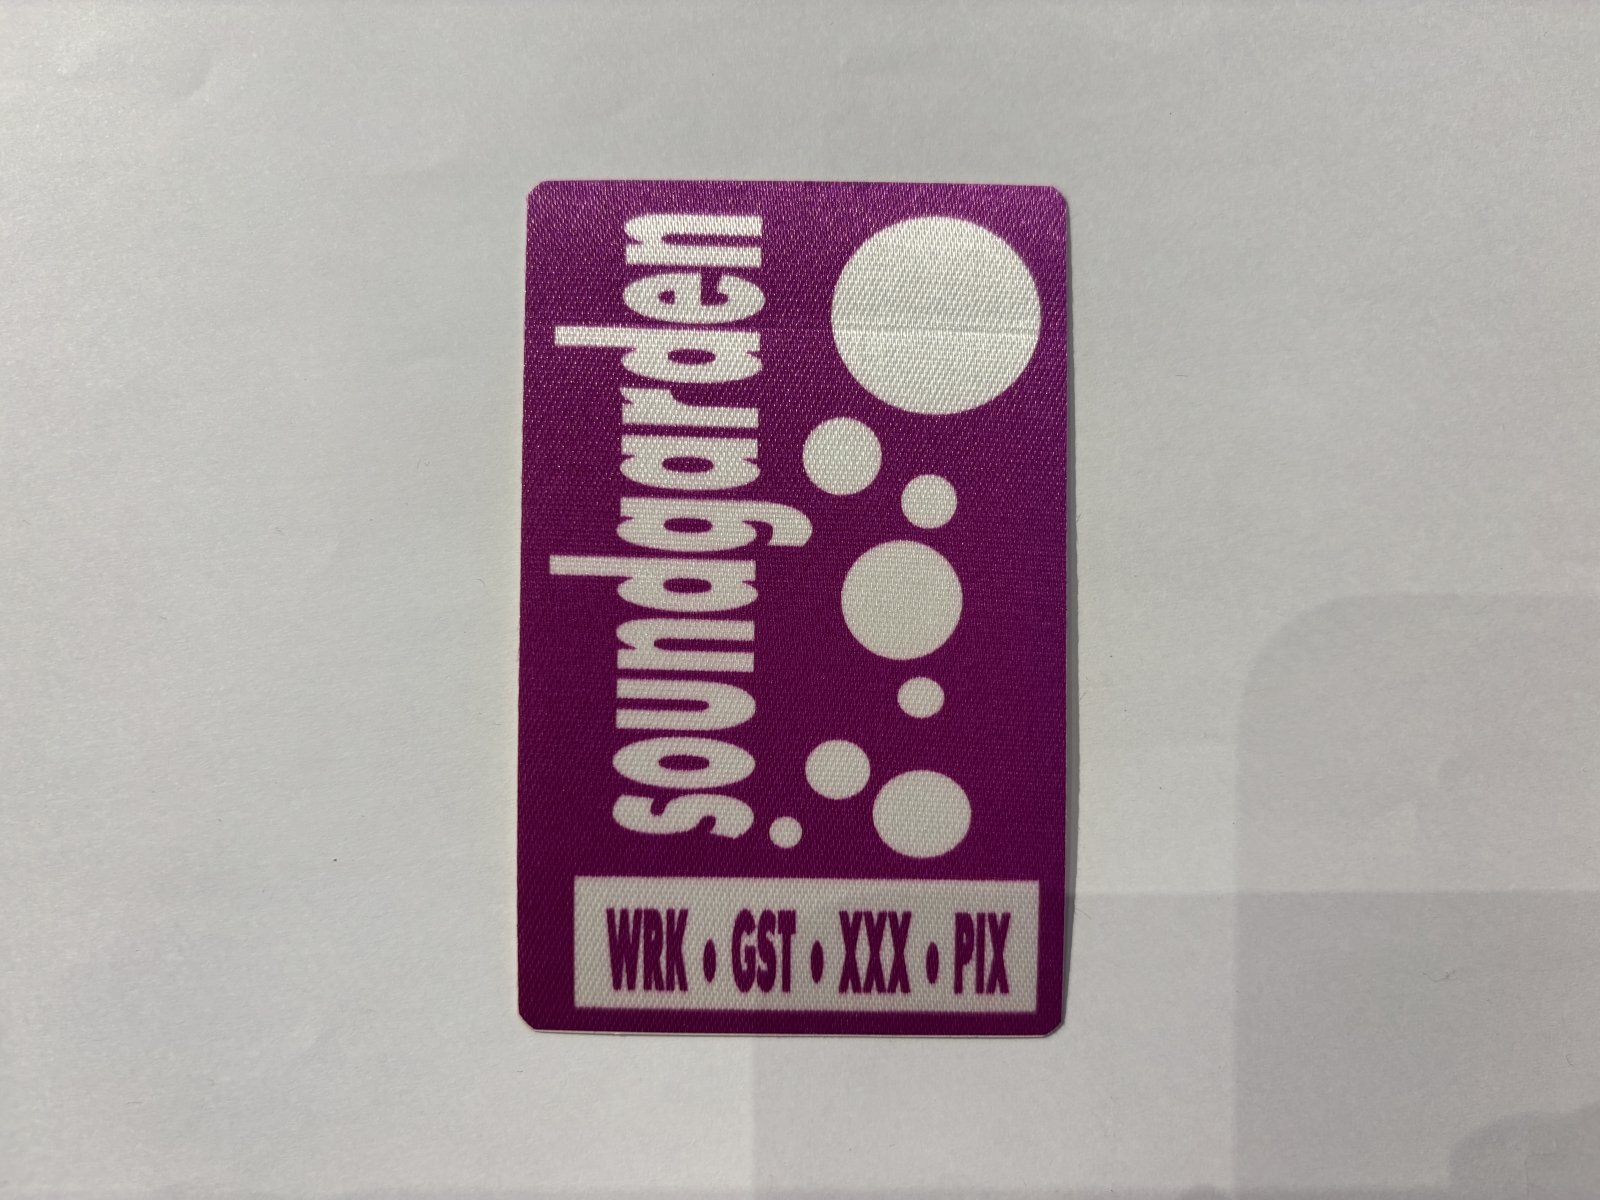 soundgarden
WRK • GST • XXX • PIX